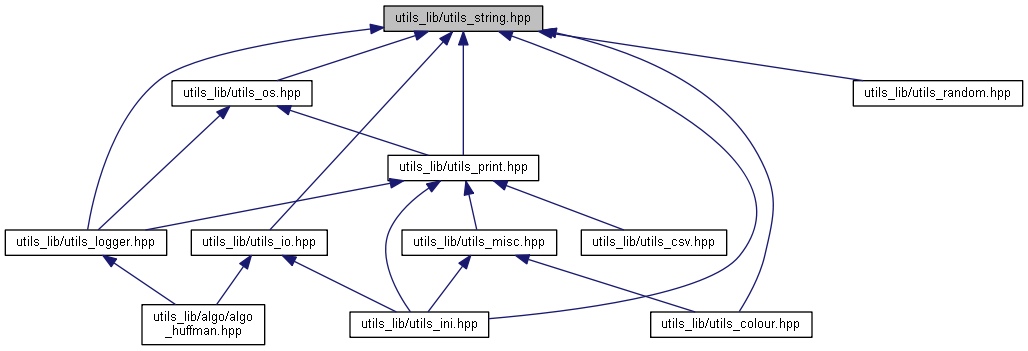 utils_lib/utils_string.hpp
utils_lib/utils_os.hpp
utils_lib/utils_random.hpp
utils_lib/utils_print.hpp
utils_lib/utils_logger.hpp
utils_lib/utils_io.hpp
utils_lib/utils_misc.hpp
utils_lib/utils_csv.hpp
utils_lib/algo/algo
_huffman.hpp
utils_lib/utils_ini.hpp
utils_lib/utils_colour.hpp